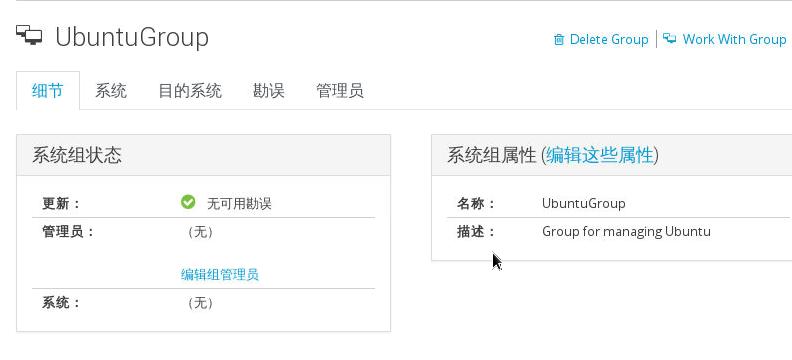 UbuntuGroup
Delete Group
Work With Group
细节 系统 目的系统 勘误 管理员
系统组状态
更新： 无可用勘误
管理员： （无）
编辑组管理员
系统： （无）
系统组属性 (编辑这些属性)
名称： UbuntuGroup
描述： Group for managing Ubuntu